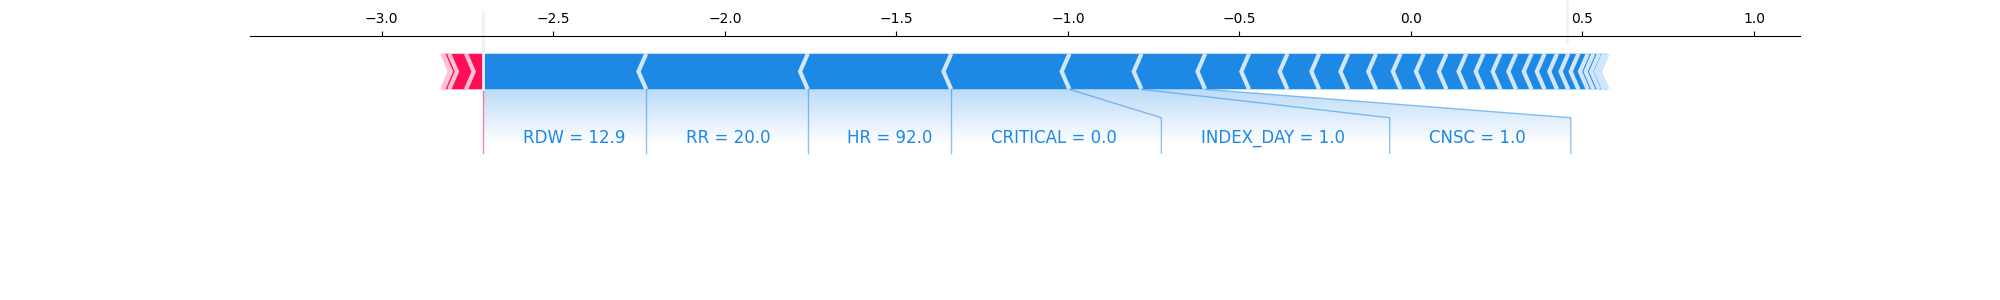 −3.0 −2.5 −2.0 −1.5 −1.0 −0.5 0.0 0.5 1.0
RDW = 12.9 RR = 20.0 HR = 92.0 CRITICAL = 0.0 INDEX_DAY = 1.0 CNSC = 1.0